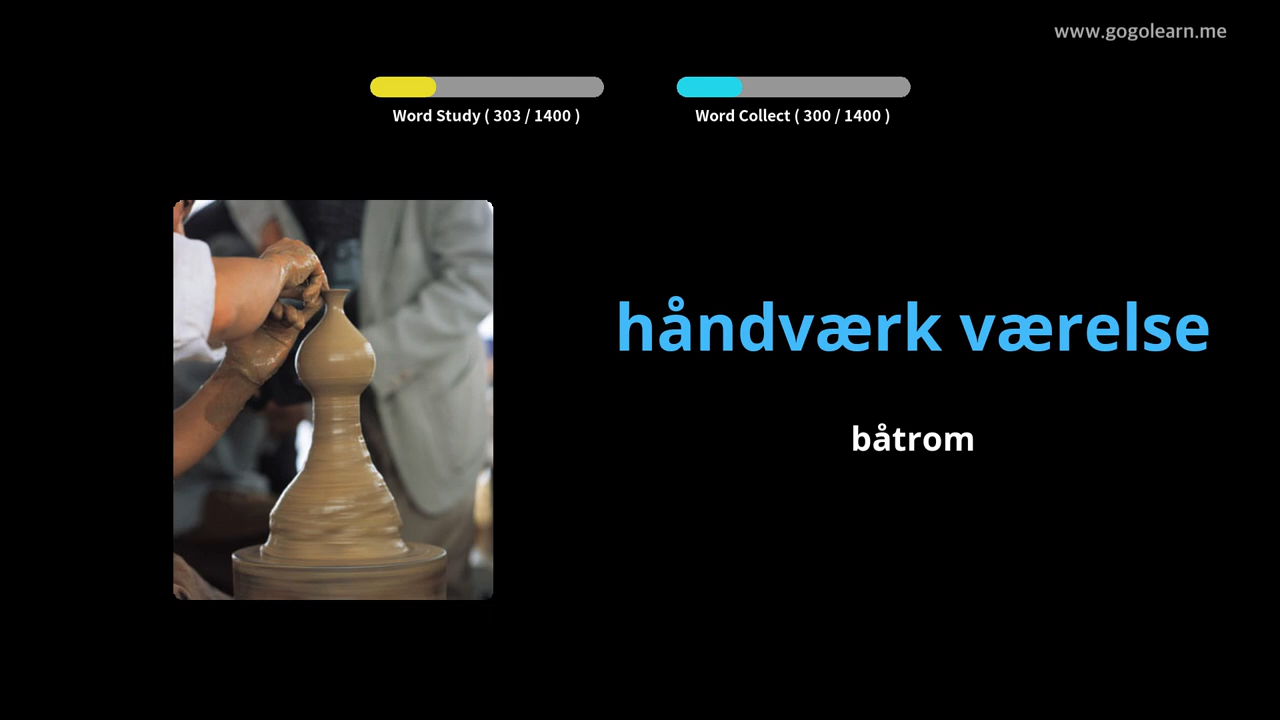 www.gogolearn.me
Word Study ( 303 / 1400 )
Word Collect ( 300 / 1400 )
håndværk værelse
båtrom